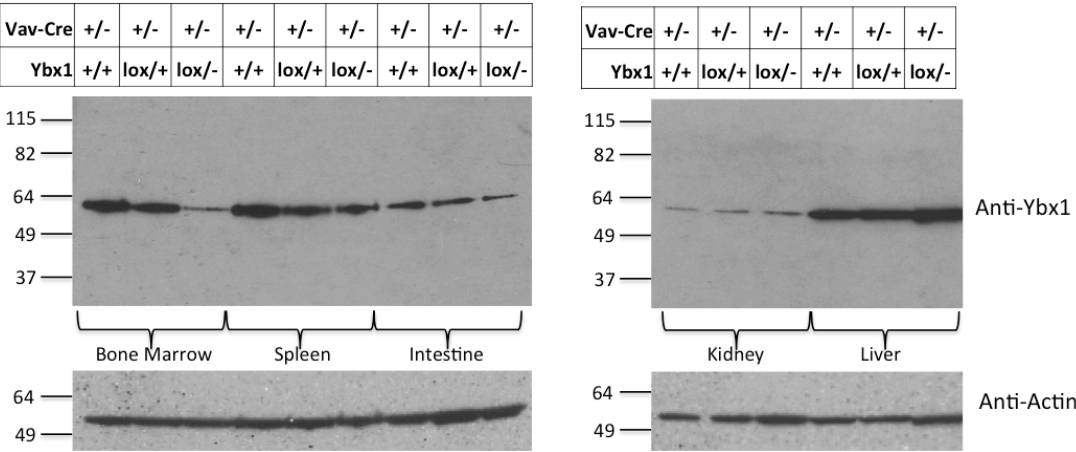 Vav-Cre +/- +/- +/- +/- +/- +/- +/- +/- +/-
Ybx1 +/+ lox/+ lox/- +/+ lox/+ lox/- +/+ lox/+ lox/-
115
82
64
49
37
Bone Marrow Spleen Intestine
64
49
Vav-Cre +/- +/- +/- +/- +/- +/-
Ybx1 +/+ lox/+ lox/- +/+ lox/+ lox/-
115
82
64
49
37
Anti-Ybx1
Kidney Liver
64
49
Anti-Actin